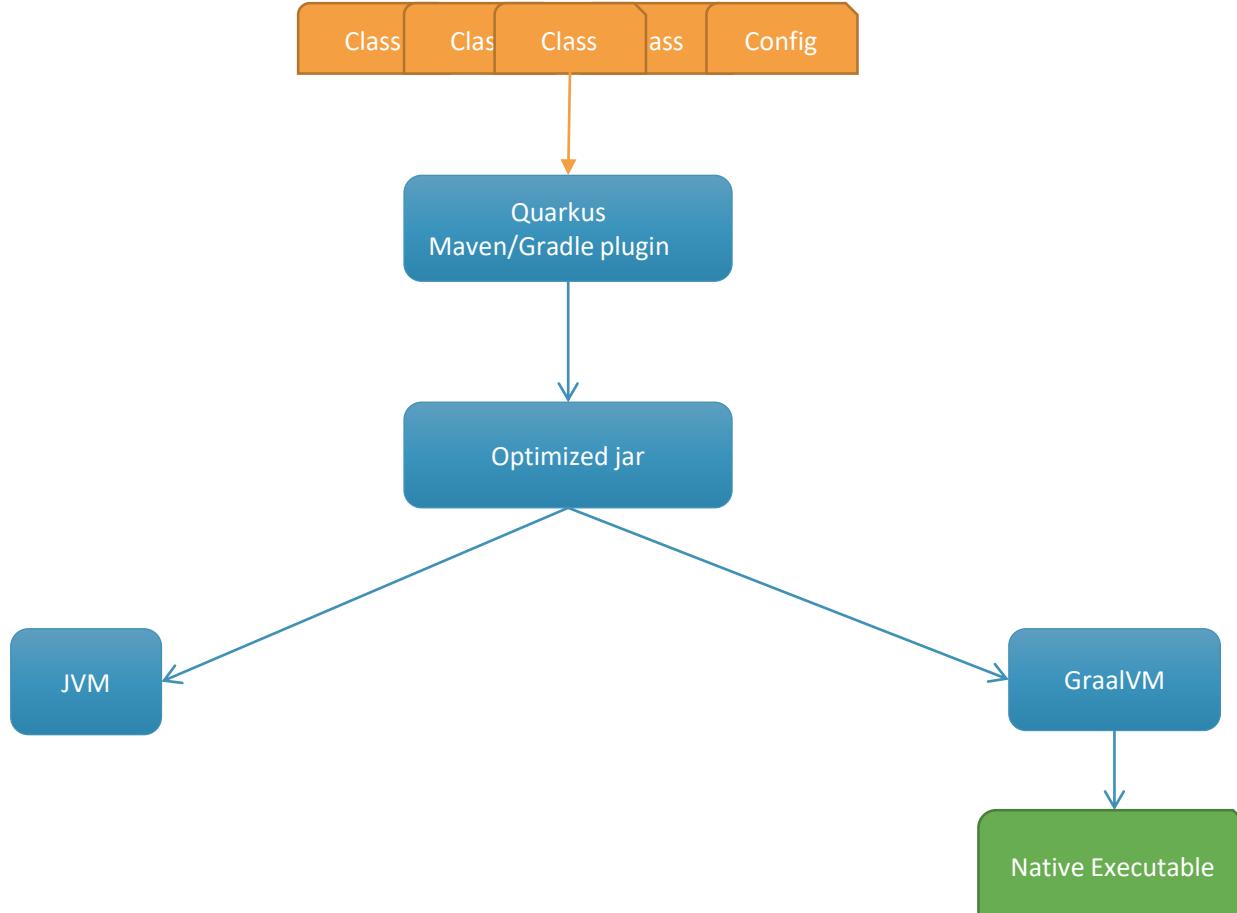 Class
Clas
Class
ass
Config
Quarkus
Maven/Gradle plugin
Optimized jar
JVM
GraalVM
Native Executable